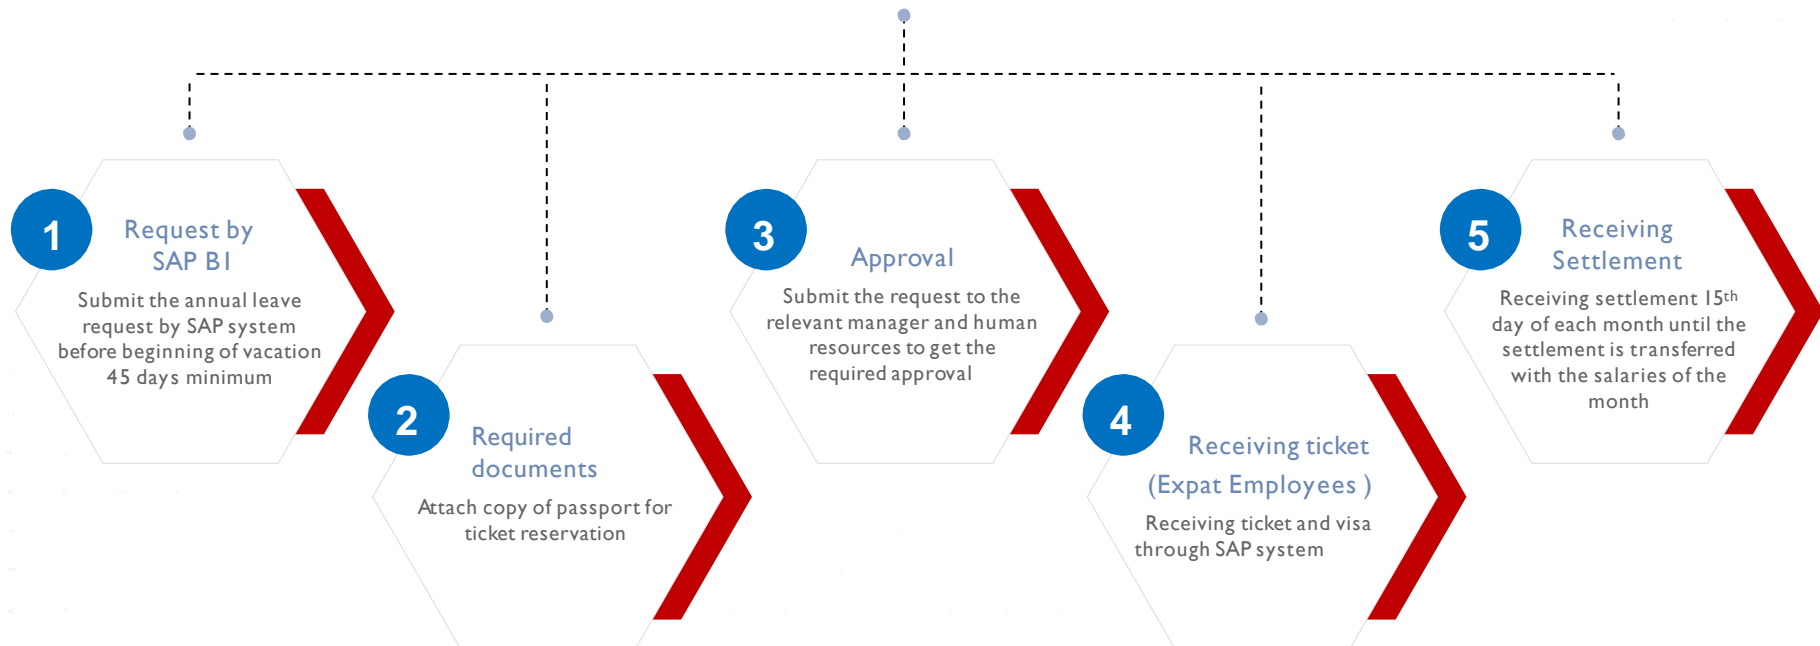 1
Request by
SAP B1
Submit the annual leave
request by SAP system
before beginning of vacation
45 days minimum
2
Required
documents
Attach copy of passport for
ticket reservation
3
Approval
Submit the request to the
relevant manager and human
resources to get the
required approval
4
Receiving ticket
(Expat Employees )
Receiving ticket and visa
through SAP system
5
Receiving
Settlement
Receiving settlement 15th
day of each month until the
settlement is transferred
with the salaries of the
month